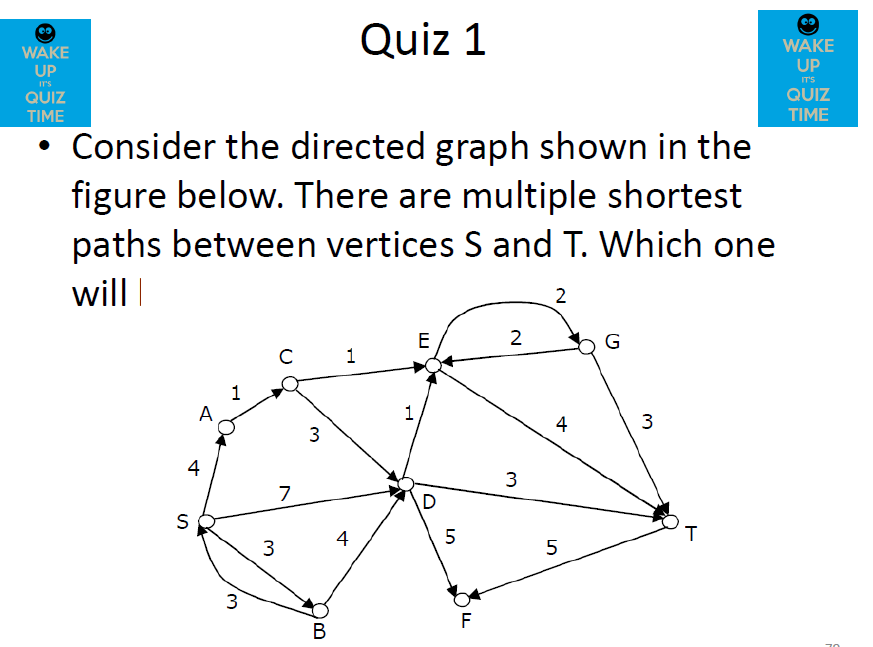 Quiz 1
WAKE
UP
IT'S
QUIZ
TIME
WAKE
UP
IT'S
QUIZ
TIME
• Consider the directed graph shown in the
figure below. There are multiple shortest
paths between vertices S and T. Which one
will
2
E
2
G
C
1
1
A
1
4
3
3
4
7
3
D
S
T
3
4
5
5
3
F
B